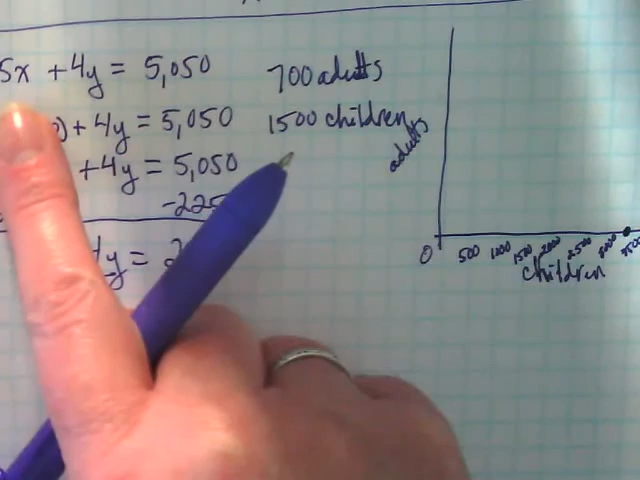 5x + 4y = 5,050
700 adults
) + 4y = 5,050
1500 children
+ 4y = 5,050
-225
y = 2
adults
0 500 1000 1500 2000 2500 3000 3500
children